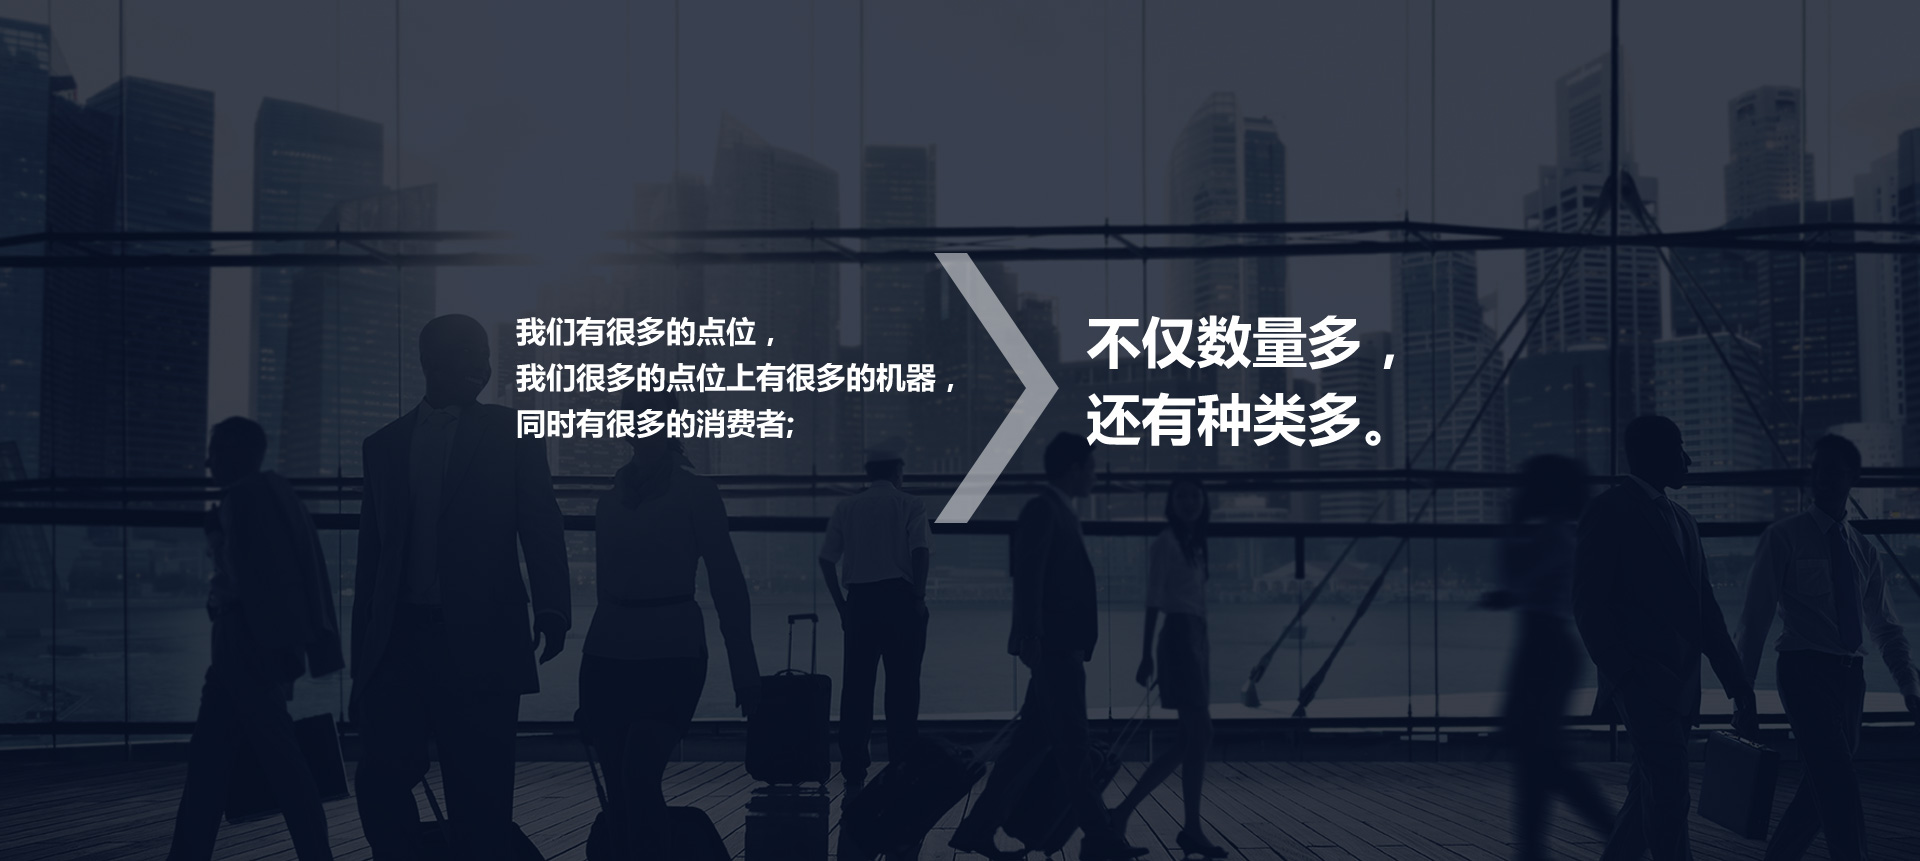 我们有很多的点位，
我们很多的点位上有很多的机器，
同时有很多的消费者;
不仅数量多，
还有种类多。